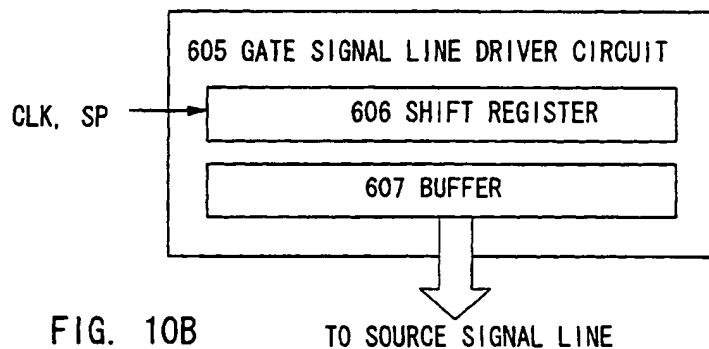 605 GATE SIGNAL LINE DRIVER CIRCUIT
CLK, SP
606 SHIFT REGISTER
607 BUFFER
FIG. 10B
TO SOURCE SIGNAL LINE